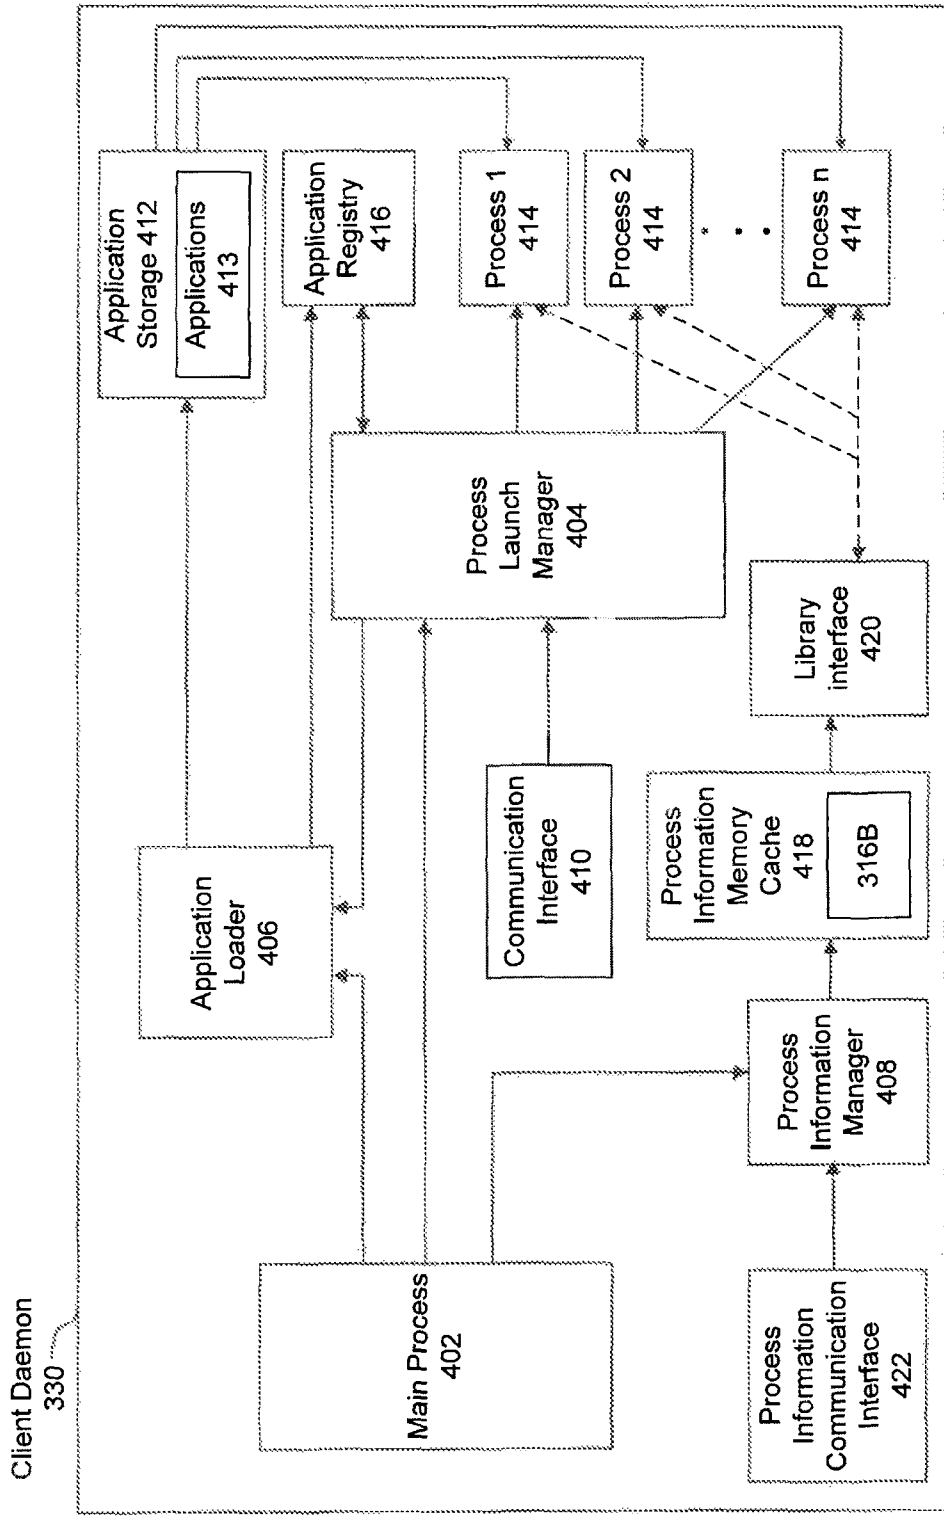 Client Daemon
330
Main Process
402
Process
Information
Communication
Interface
422
Application
Loader
406
Communication
Interface
410
Process
Information
Manager
408
Process
Information
Memory
Cache
418
316B
Process
Launch
Manager
404
Library
interface
420
Application
Storage 412
Applications
413
Application
Registry
416
Process 1
414
Process 2
414
Process n
414